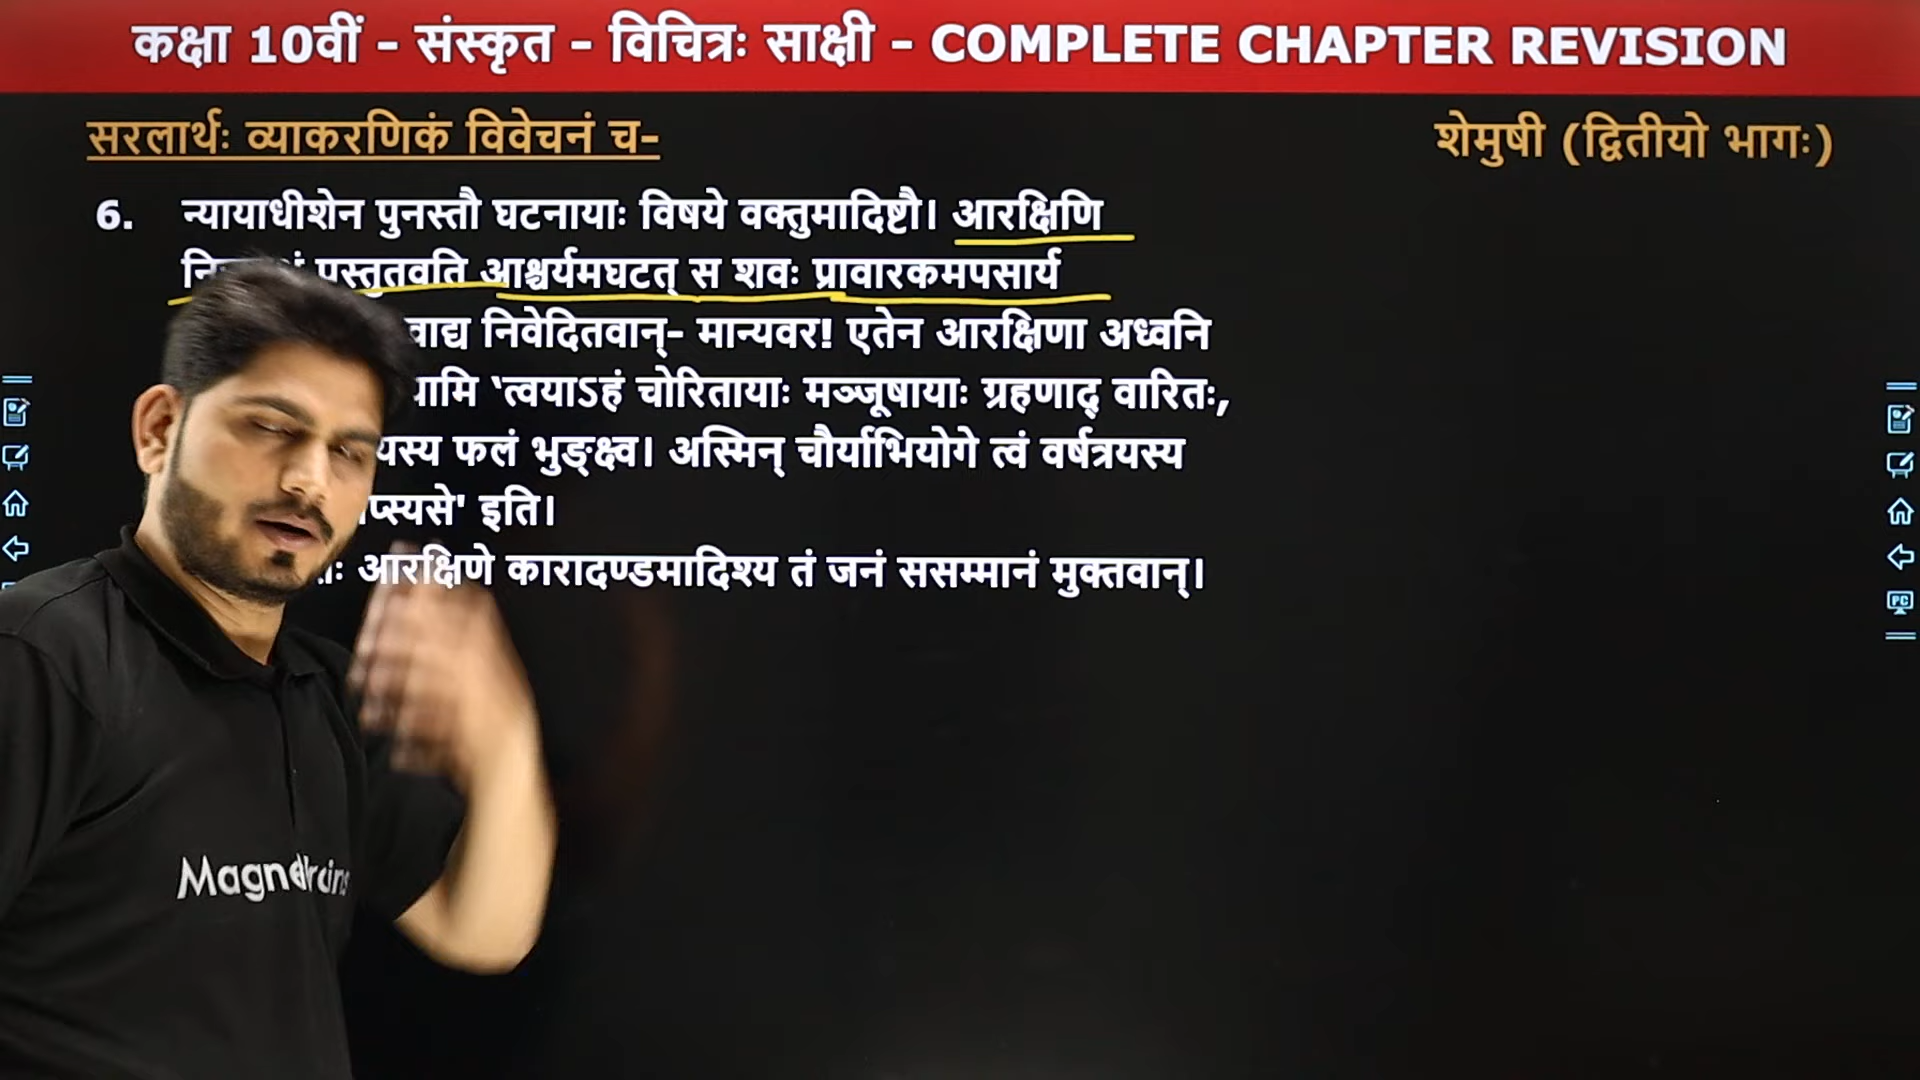 कक्षा 10वीं - संस्कृत - विचित्रः साक्षी - COMPLETE CHAPTER REVISION
सरलार्थः व्याकरणिकं विवेचनं च-
शेमुषी (द्वितीयो भागः)
6. न्यायाधीशेन पुनस्तौ घटनायाः विषये वक्तुमादिष्टौ। आरक्षिणि
प्रस्तुतवति आश्चर्यमघटत् स शवः प्रावारकमपसार्य
निवेदितवान्- मान्यवर! एतेन आरक्षिणा अध्वनि
'त्वयाऽहं चोरितायाः मञ्जूषायाः ग्रहणाद् वारितः,
फलं भुङ्क्ष्व। अस्मिन् चौर्याभियोगे त्वं वर्षत्रयस्य
इति।
आरक्षिणे कारादण्डमादिश्य तं जनं ससम्मानं मुक्तवान्।
PC